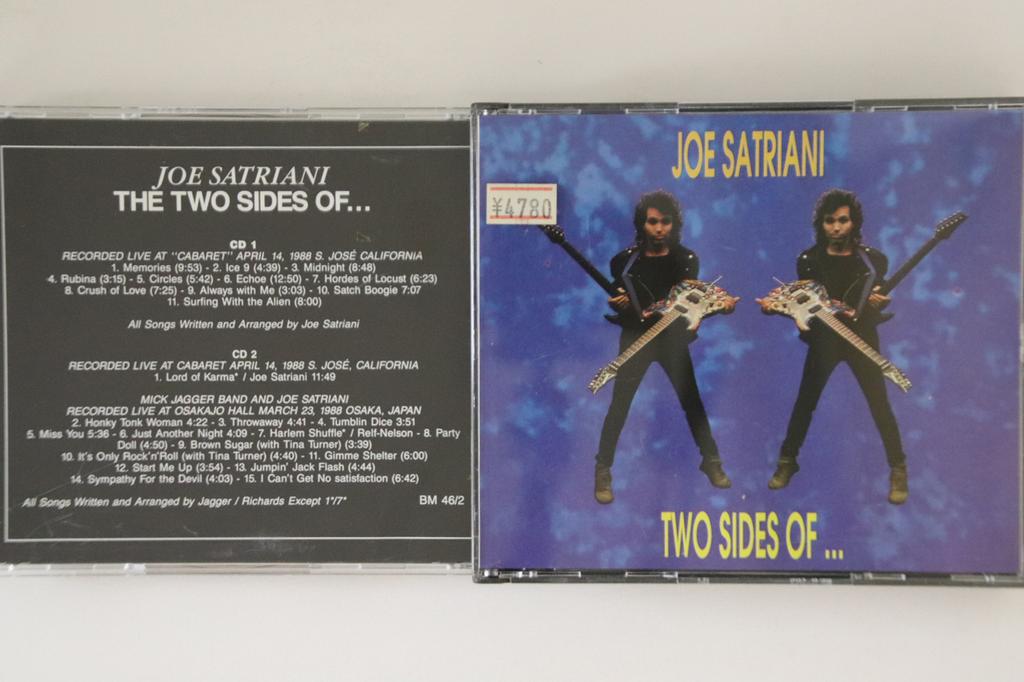 JOE SATRIANI
THE TWO SIDES OF...
CD 1
RECORDED LIVE AT "CABARET" APRIL 14, 1988 S. JOSÉ CALIFORNIA
1. Memories (9:53) - 2. Ice 9 (4:39) - 3. Midnight (8:48)
4. Rubina (3:15) - 5. Circles (5:42) - 6. Echoe (12:50) - 7. Hordes of Locust (6:23)
8. Crush of Love (7:25) - 9. Always with Me (3:03) - 10. Satch Boogie 7:07
11. Surfing With the Alien (8:00)
All Songs Written and Arranged by Joe Satriani
CD 2
RECORDED LIVE AT CABARET APRIL 14, 1988 S. JOSÉ, CALIFORNIA
1. Lord of Karma* / Joe Satriani 11:49
MICK JAGGER BAND AND JOE SATRIANI
RECORDED LIVE AT OSAKAJO HALL MARCH 23, 1988 OSAKA, JAPAN
2. Honky Tonk Woman 4:22 - 3. Throwaway 4:41 - 4. Tumblin Dice 3:51
5. Miss You 5:36 - 6. Just Another Night 4:09 - 7. Harlem Shuffle* / Relf-Nelson - 8. Party
Doll (4:50) - 9. Brown Sugar (with Tina Turner) (3:39)
10. It's Only Rock'n'Roll (with Tina Turner) (4:40) - 11. Gimme Shelter (6:00)
12. Start Me Up (3:54) - 13. Jumpin' Jack Flash (4:44)
14. Sympathy For the Devil (4:03) - 15. I Can't Get No satisfaction (6:42)
All Songs Written and Arranged by Jagger / Richards Except 1*/7*
BM 46/2
JOE SATRIANI
¥4780
TWO SIDES OF ...